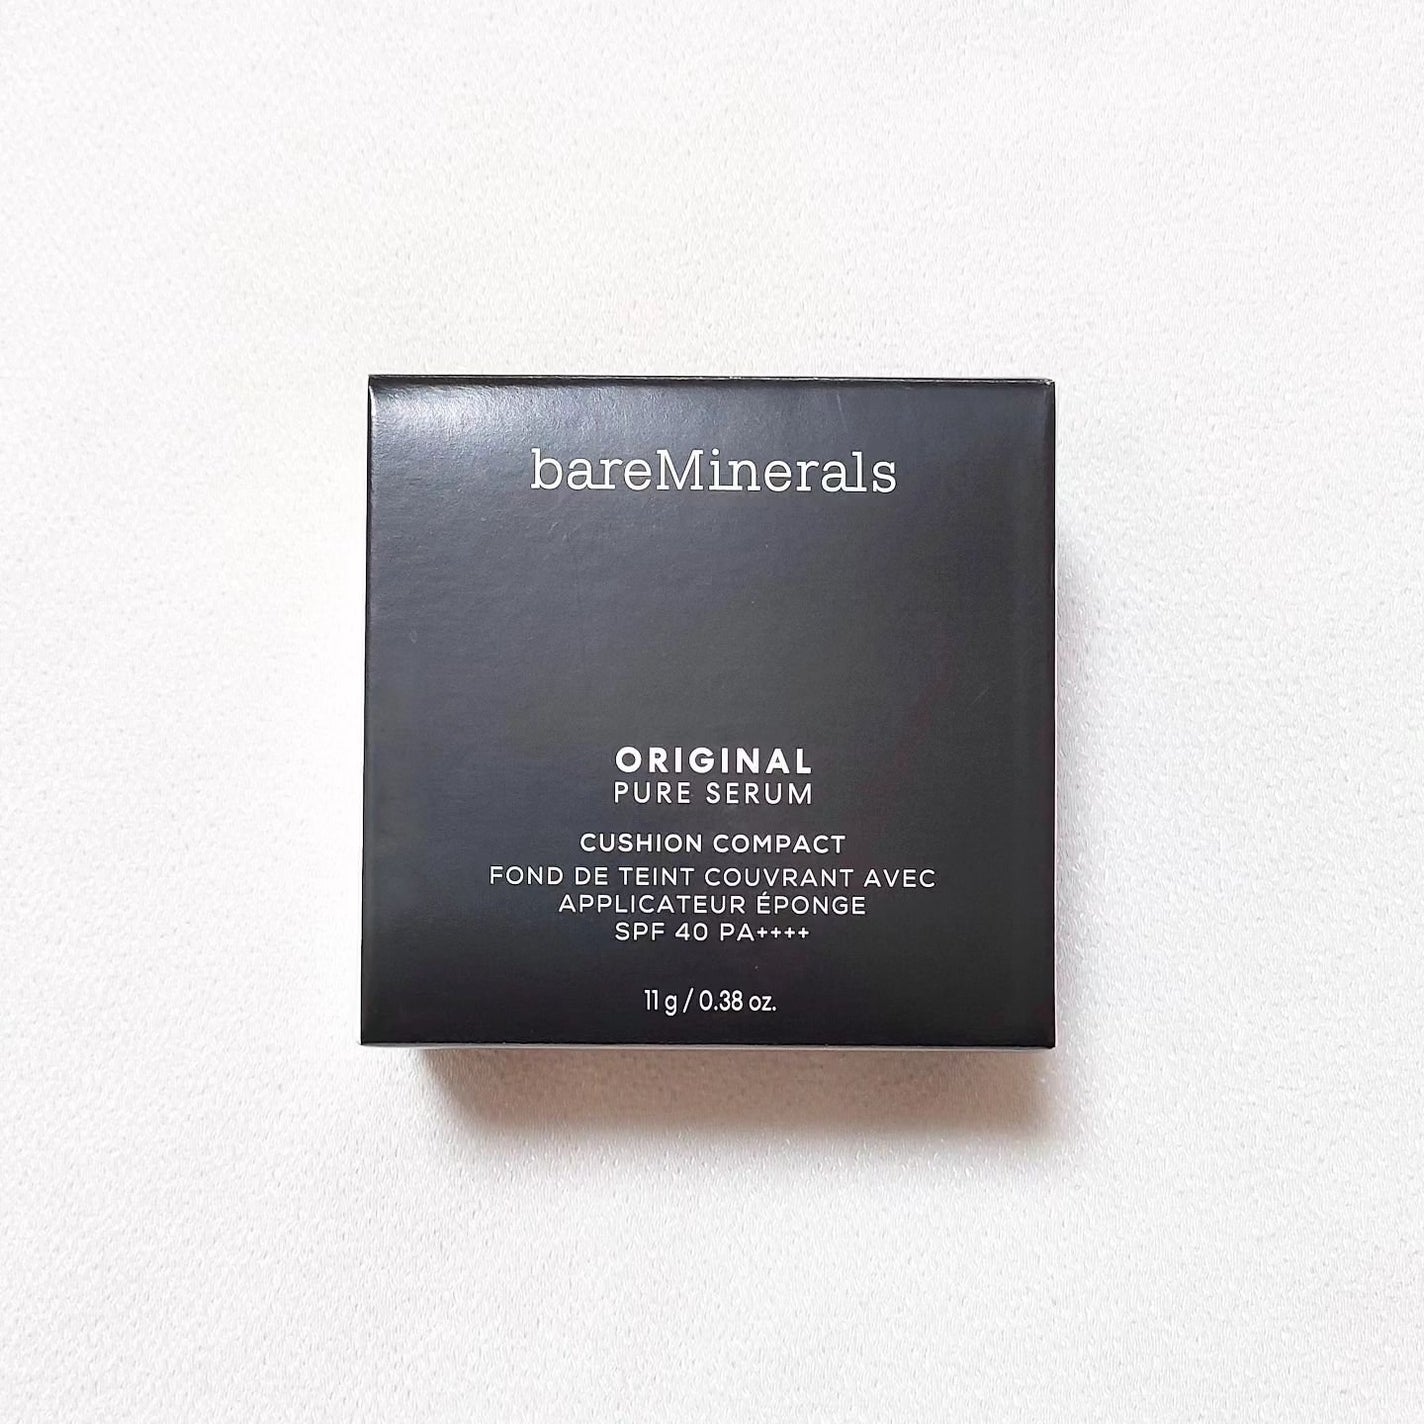 bareMinerals
ORIGINAL
PURE SERUM
CUSHION COMPACT
FOND DE TEINT COUVRANT AVEC
APPLICATEUR ÉPONGE
SPF 40 PA++++
11 g / 0.38 oz.